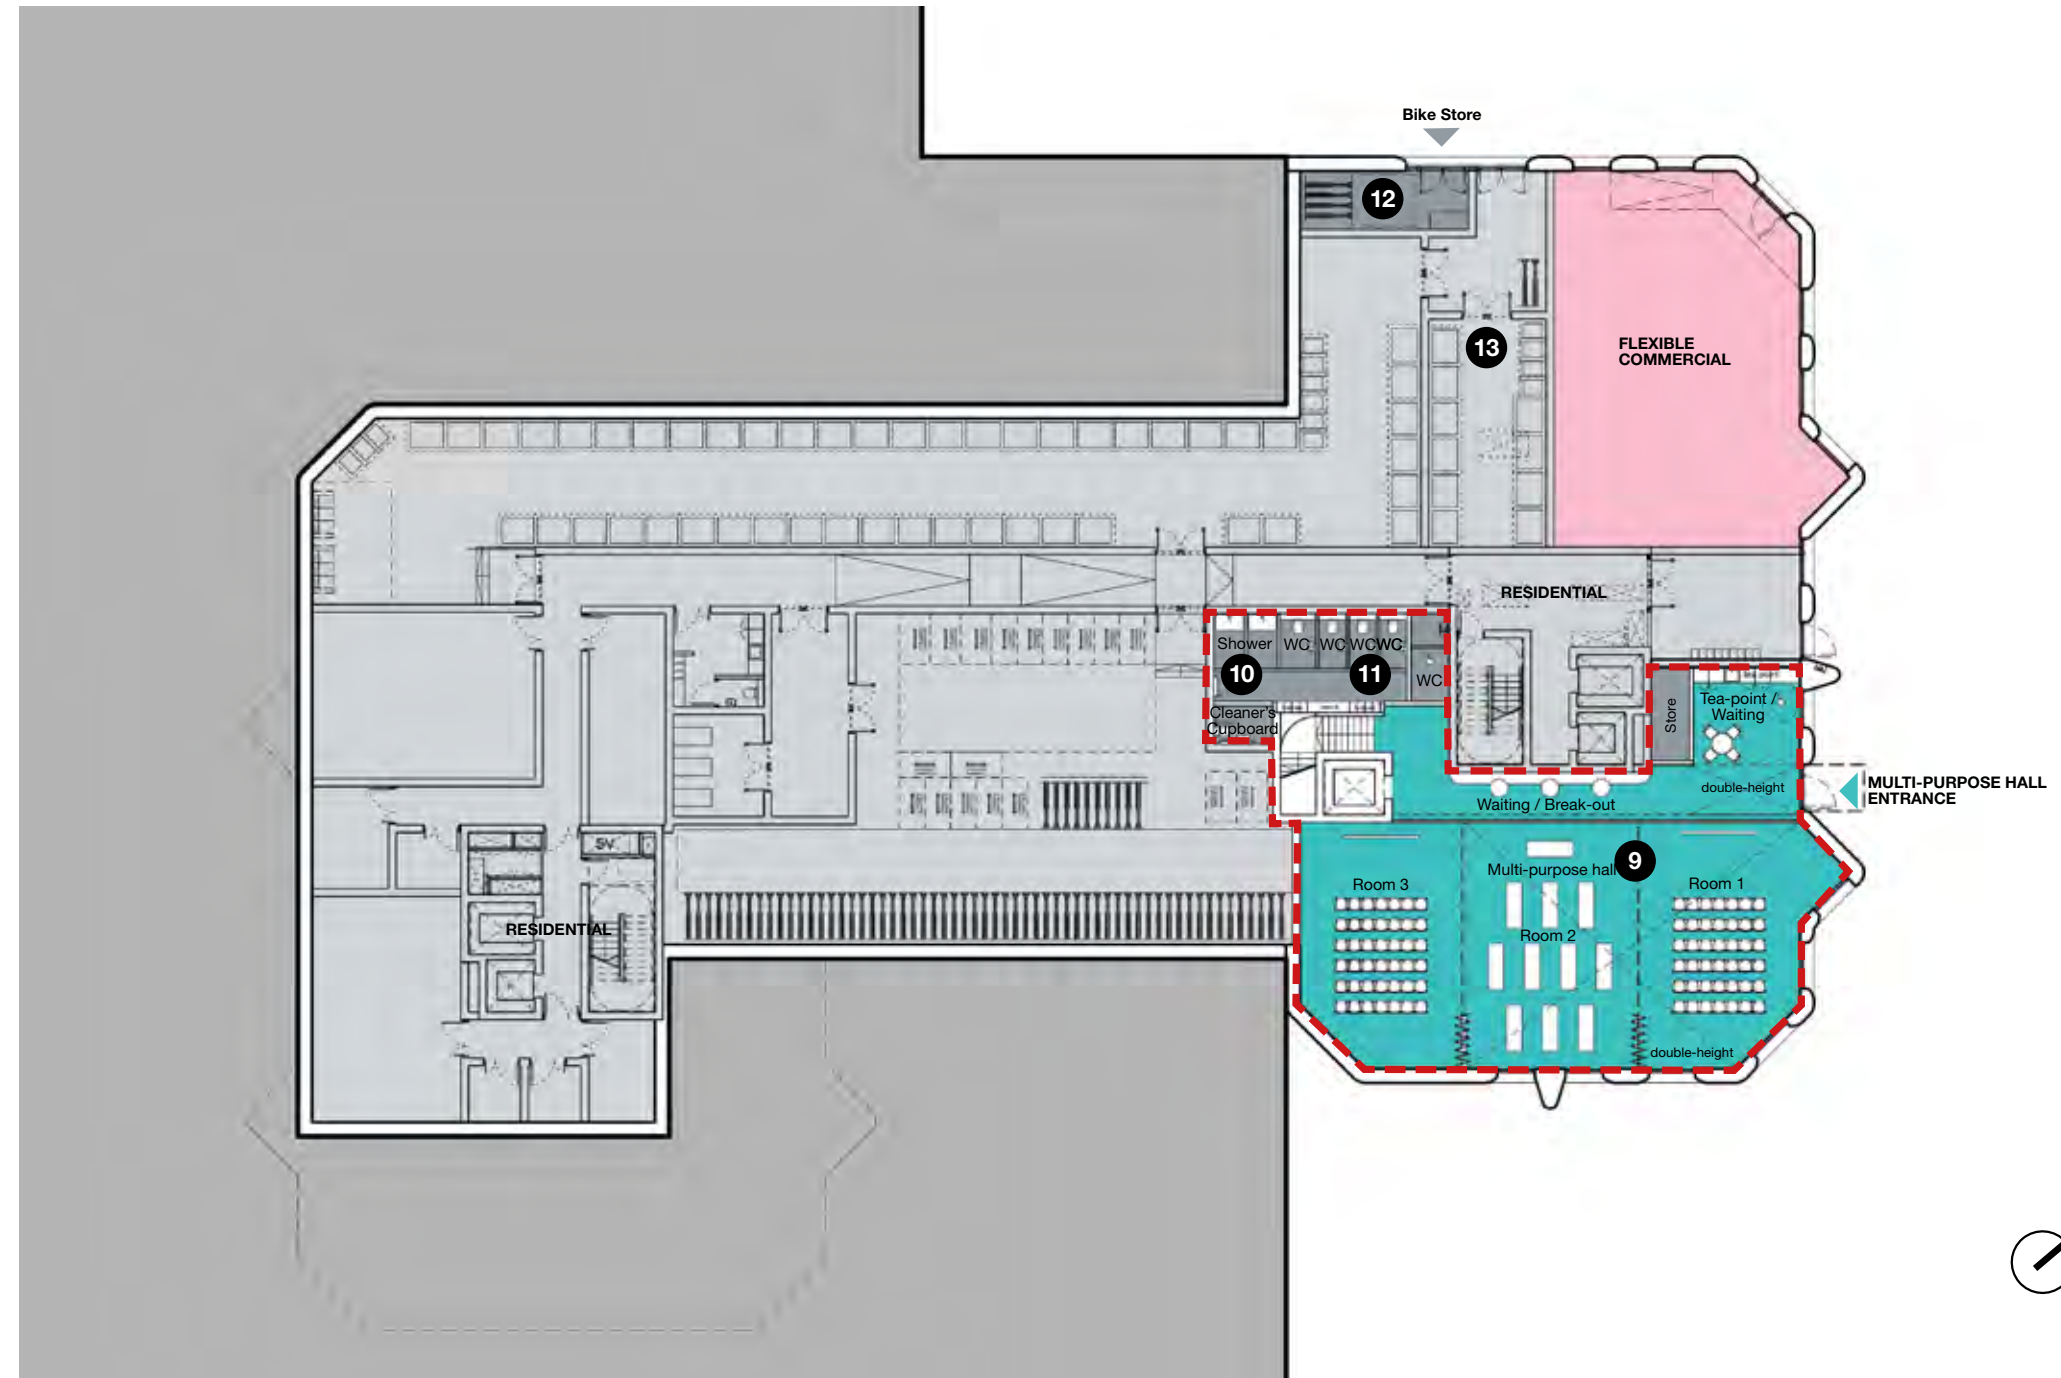 Bike Store
12
13
FLEXIBLE
COMMERCIAL
RESIDENTIAL
Shower
WC
WC
WC
WC
10
11
WC
Cleaner's
Cupboard
Store
Tea-point /
Waiting
double-height
MULTI-PURPOSE HALL
ENTRANCE
Waiting / Break-out
SV
9
Multi-purpose hall
Room 3
Room 1
Room 2
RESIDENTIAL
double-height